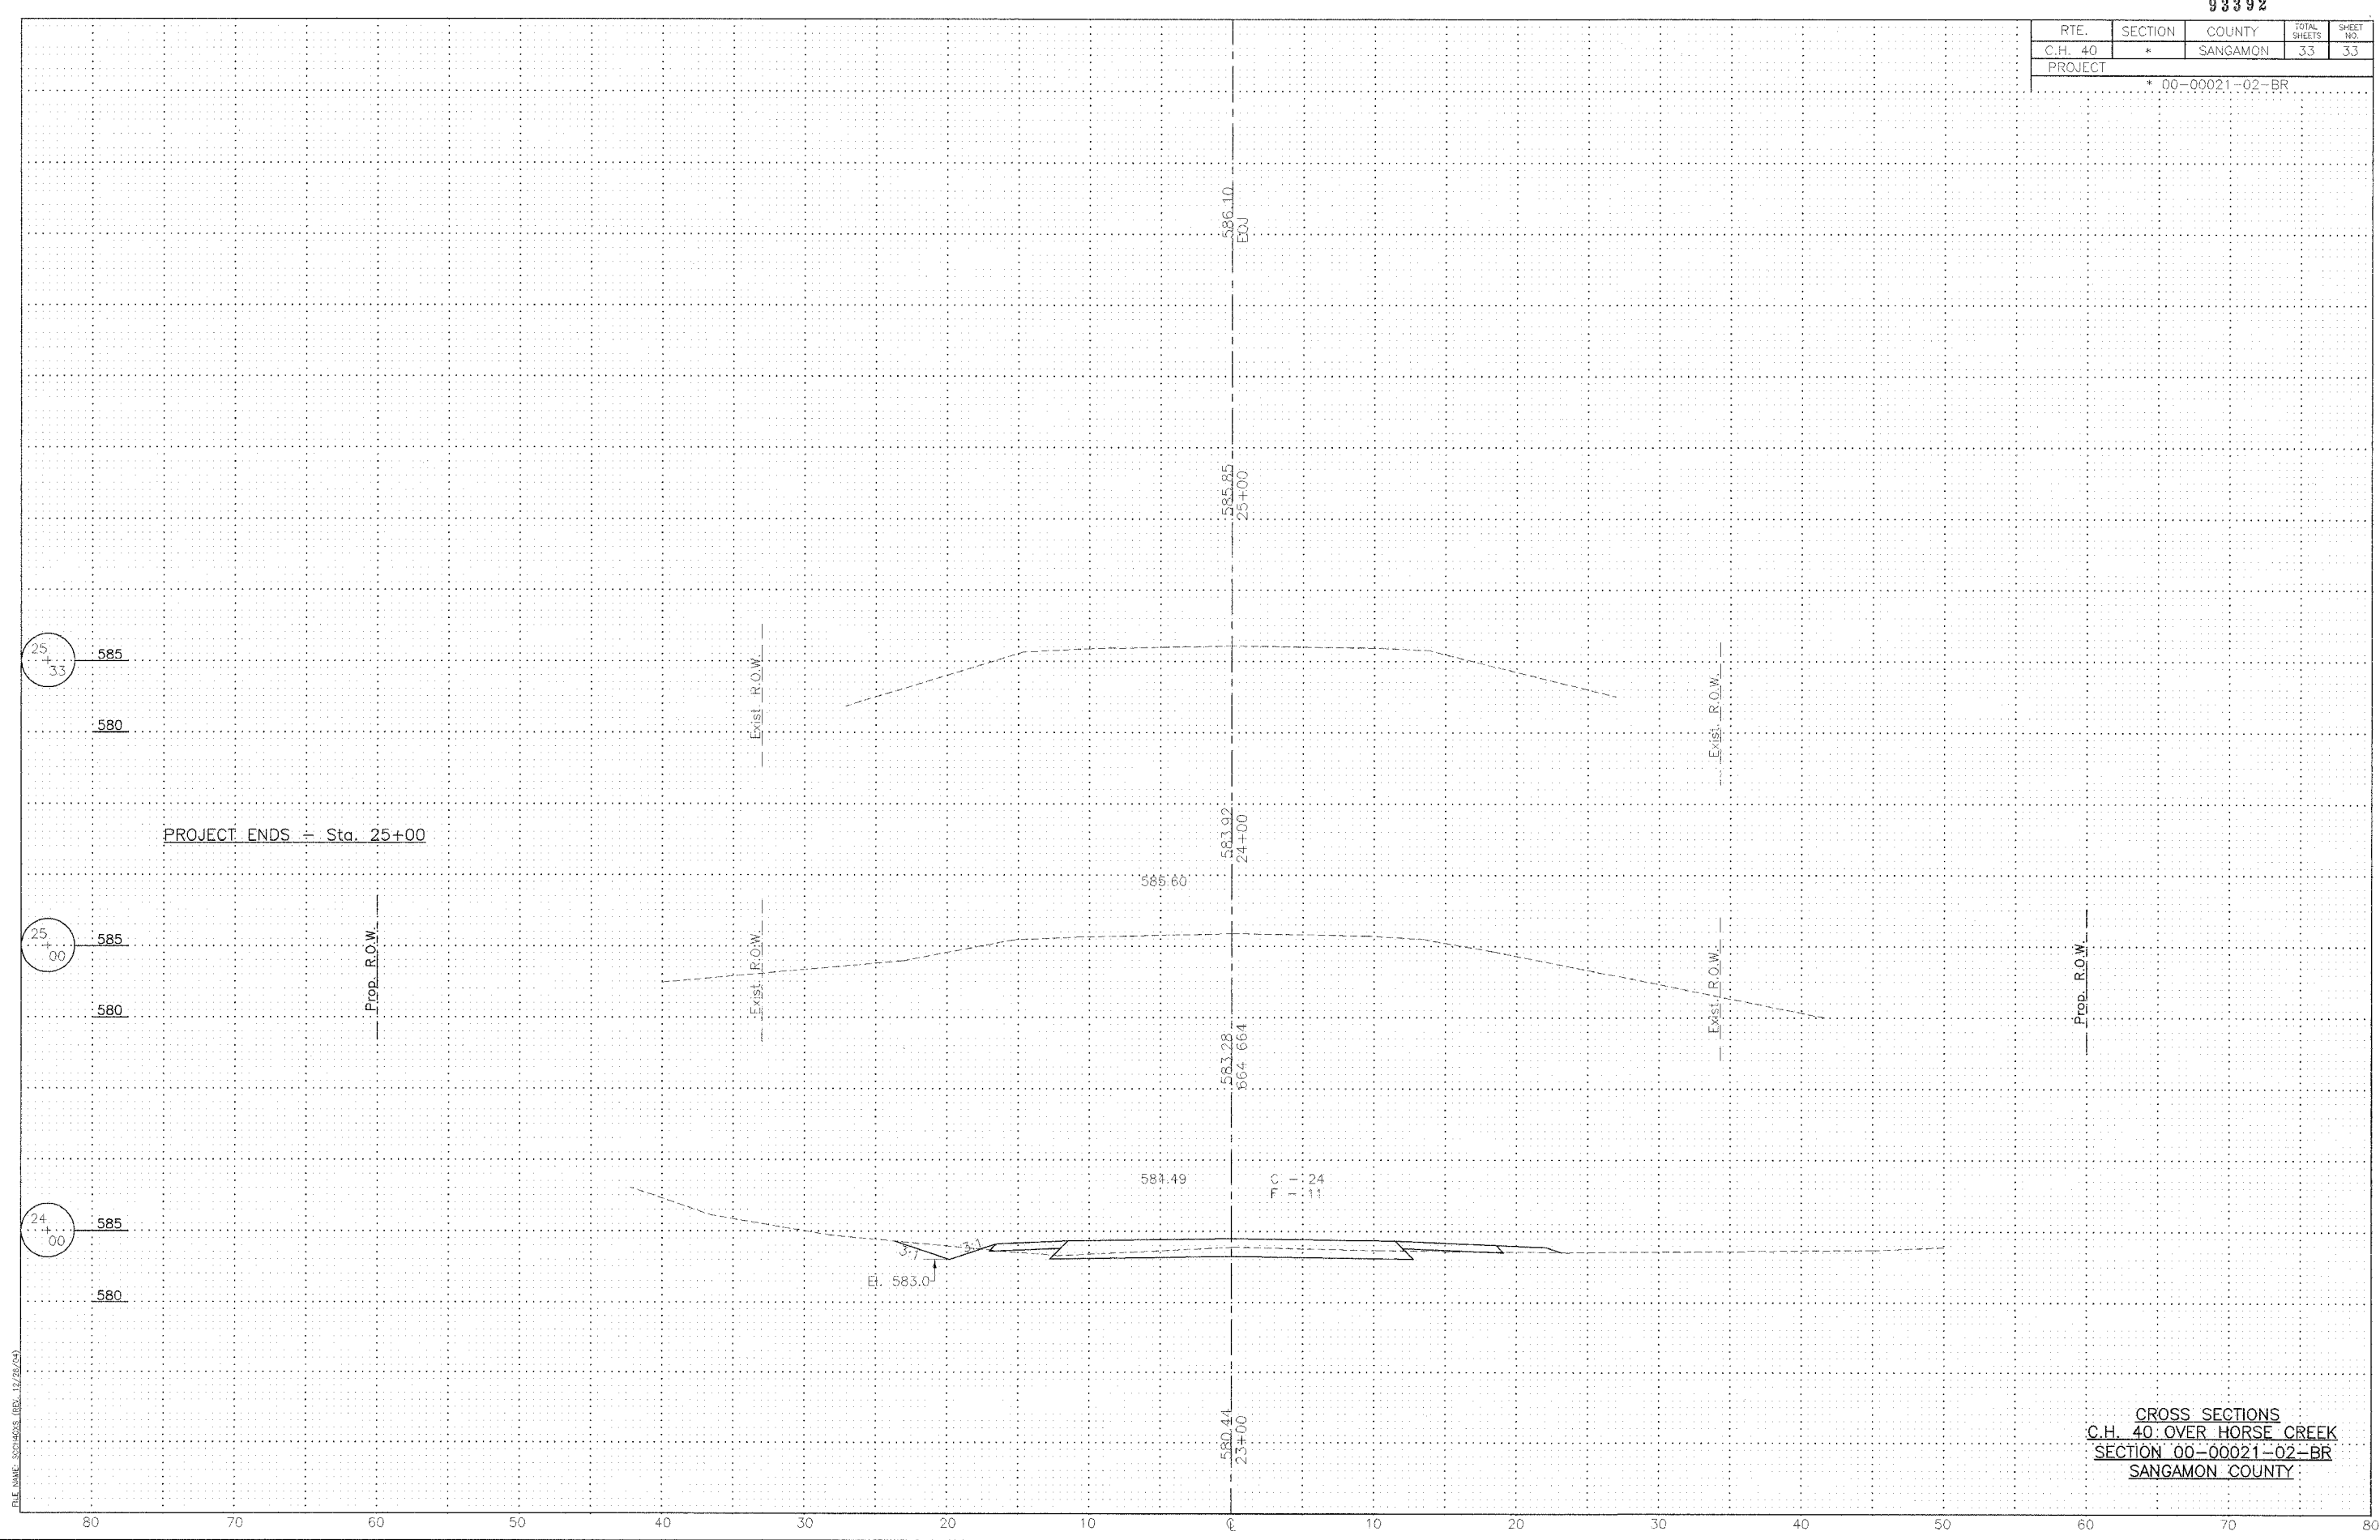 93392
RTE. SECTION COUNTY TOTAL SHEETS SHEET NO.
C.H. 40 * SANGAMON 33 33
PROJECT
* 00-00021-02-BR
586.10
EOJ
585.85
25+00
25+33 585
580
Exist. R.O.W.
Exist. R.O.W.
PROJECT ENDS - Sta. 25+00
583.92
24+00
585.60
25+00 585
580
Prop. R.O.W.
Exist. R.O.W.
Exist. R.O.W.
Prop. R.O.W.
583.28
664 664
584.49
C - 24
F - 11
24+00 585
580
3:1
3:1
El. 583.0
580.44
23+00
CROSS SECTIONS
C.H. 40 OVER HORSE CREEK
SECTION 00-00021-02-BR
SANGAMON COUNTY
80 70 60 50 40 30 20 10 ℄ 10 20 30 40 50 60 70 80